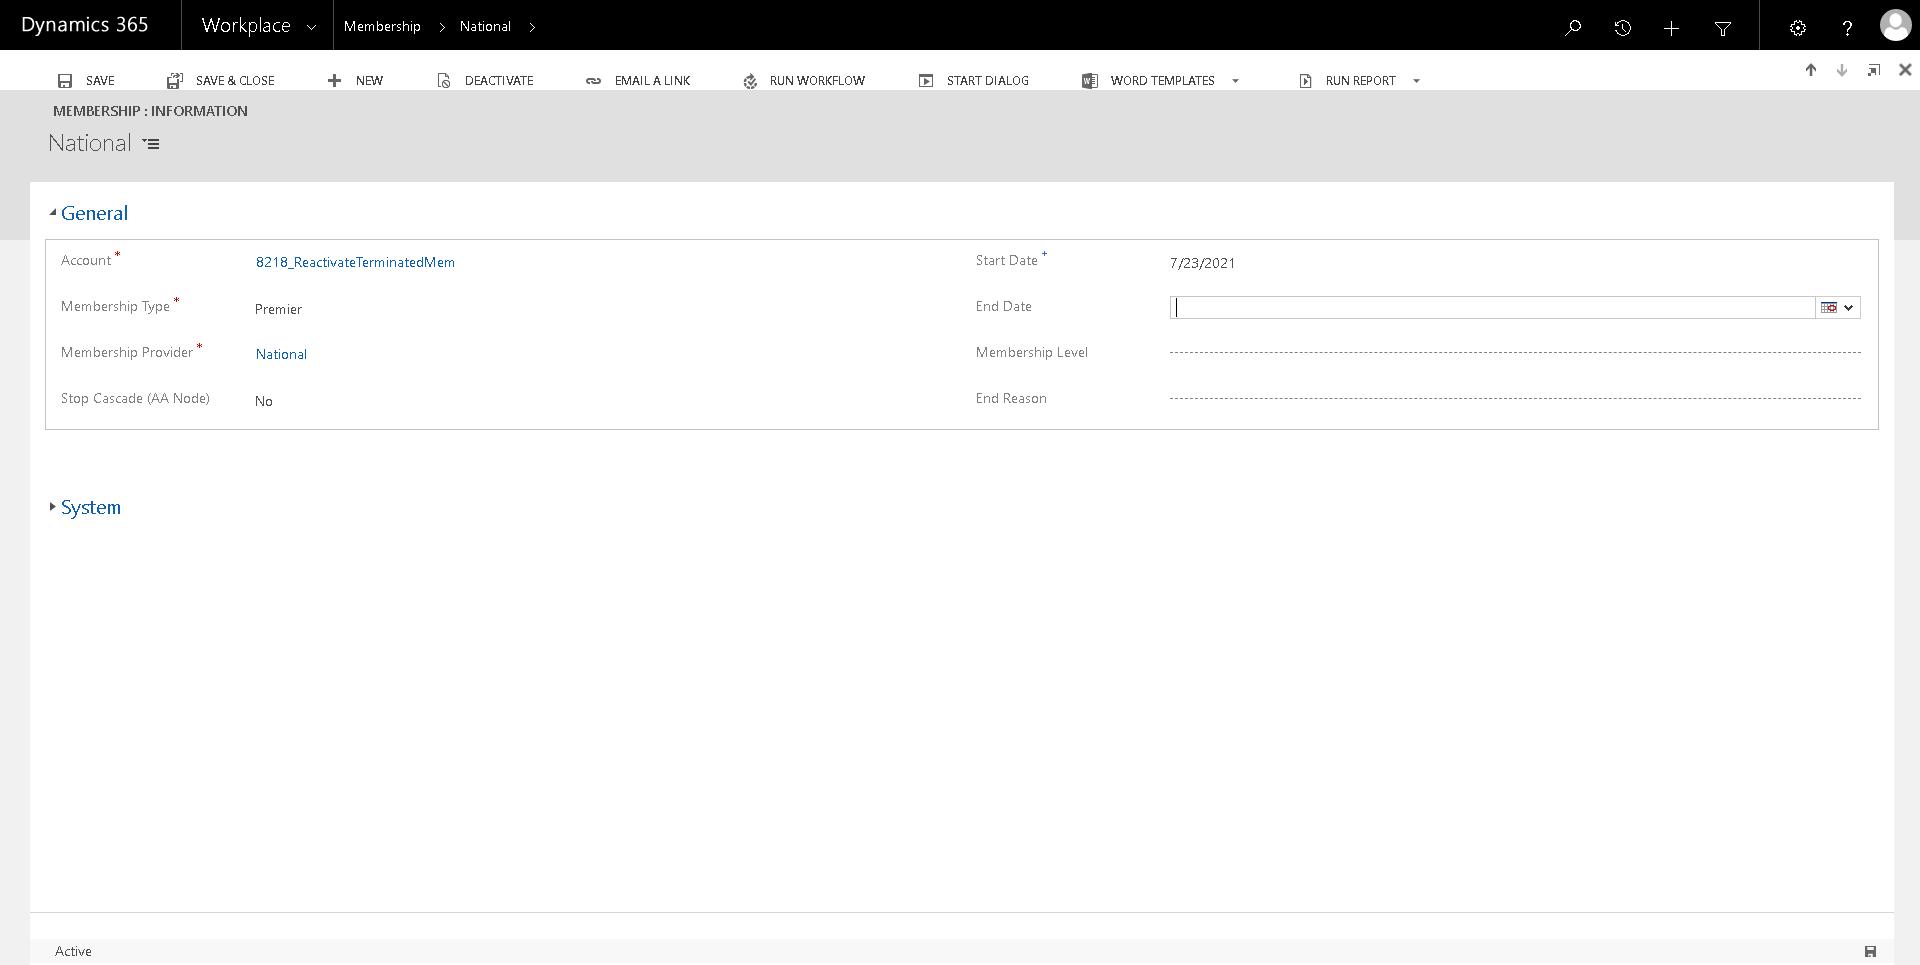 Dynamics 365 Workplace Membership National
SAVE SAVE & CLOSE NEW DEACTIVATE EMAIL A LINK RUN WORKFLOW START DIALOG WORD TEMPLATES RUN REPORT
MEMBERSHIP : INFORMATION
National
General
Account * 8218_ReactivateTerminatedMem Start Date + 7/23/2021
Membership Type * Premier End Date
Membership Provider * National Membership Level
Stop Cascade (AA Node) No End Reason
System
Active